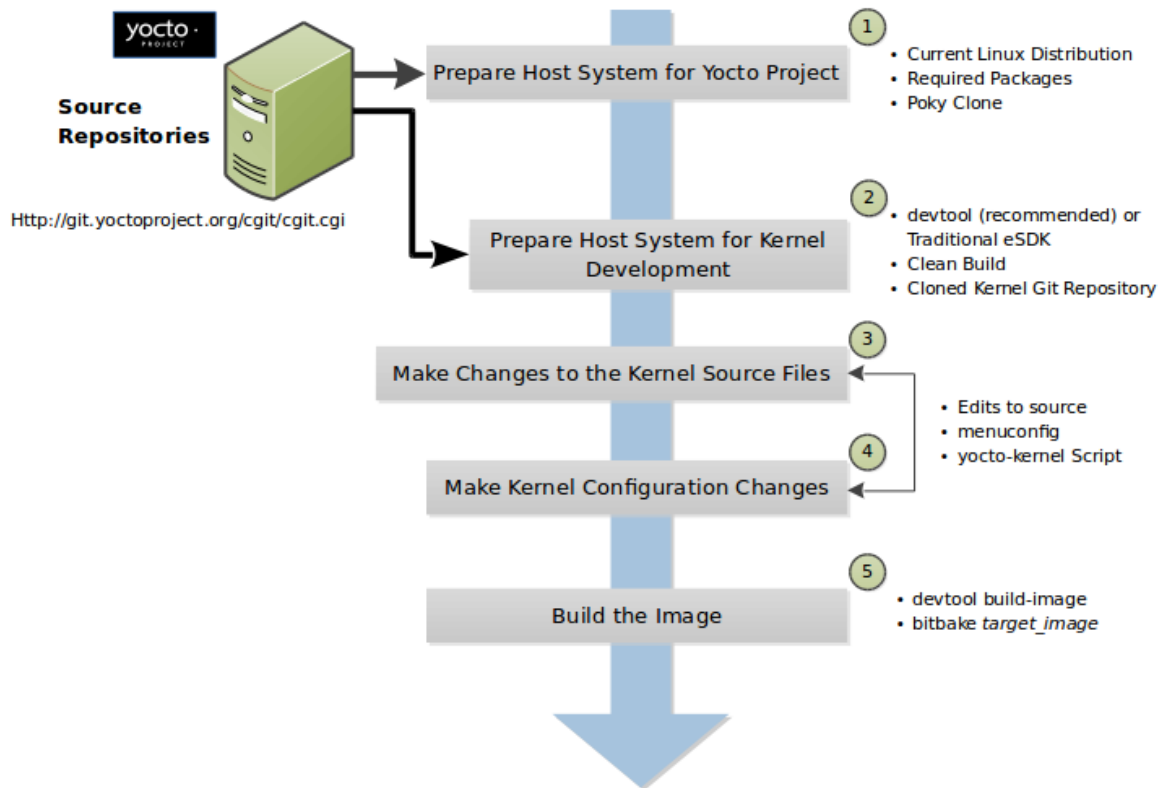 yocto ·
PROJECT
Source
Repositories
Http://git.yoctoproject.org/cgit/cgit.cgi
Prepare Host System for Yocto Project
1
• Current Linux Distribution
• Required Packages
• Poky Clone
Prepare Host System for Kernel
Development
2
• devtool (recommended) or
Traditional eSDK
• Clean Build
• Cloned Kernel Git Repository
Make Changes to the Kernel Source Files
3
• Edits to source
• menuconfig
• yocto-kernel Script
Make Kernel Configuration Changes
4
Build the Image
5
• devtool build-image
• bitbake target_image